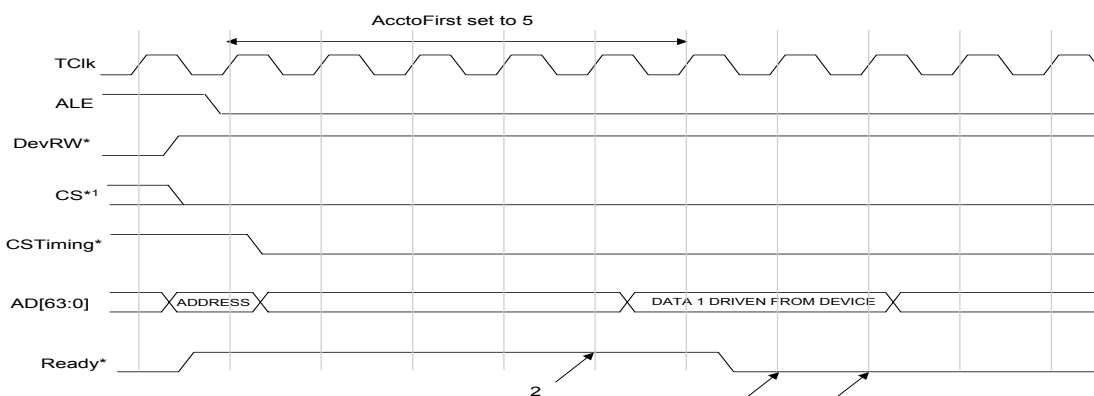 AcctoFirst set to 5
TClk
ALE
DevRW*
CS*1
CSTiming*
AD[63:0]
ADDRESS
DATA 1 DRIVEN FROM DEVICE
Ready*
2